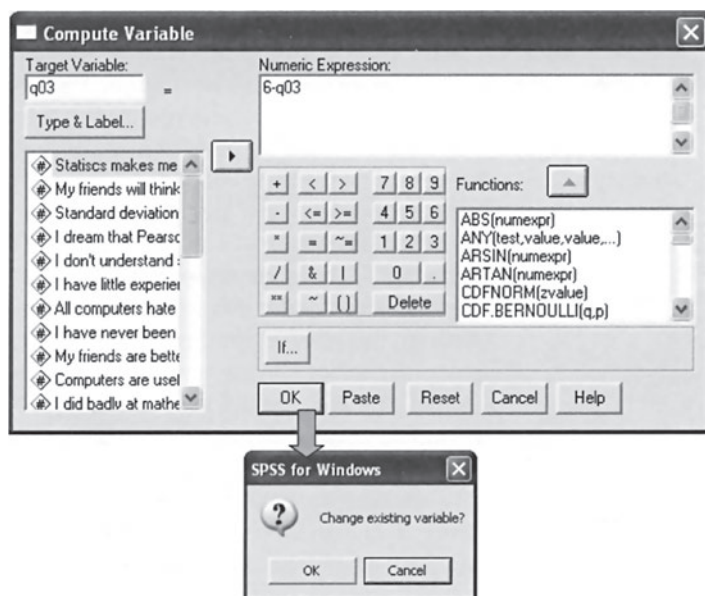 Compute Variable
Target Variable:
q03
=
Type & Label...
Numeric Expression:
6-q03
Statiscs makes me
My friends will think
Standard deviation
I dream that Pearsc
I don't understand :
I have little experier
All computers hate
I have never been
My friends are bette
Computers are usel
I did badly at mathe
+ < > 7 8 9
- <= >= 4 5 6
* = ~= 1 2 3
/ & | 0 .
** ~ () Delete
Functions:
ABS(numexpr)
ANY(test,value,value,...)
ARSIN(numexpr)
ARTAN(numexpr)
CDFNORM(zvalue)
CDF.BERNOULLI(q,p)
If...
OK Paste Reset Cancel Help
SPSS for Windows
?
Change existing variable?
OK Cancel